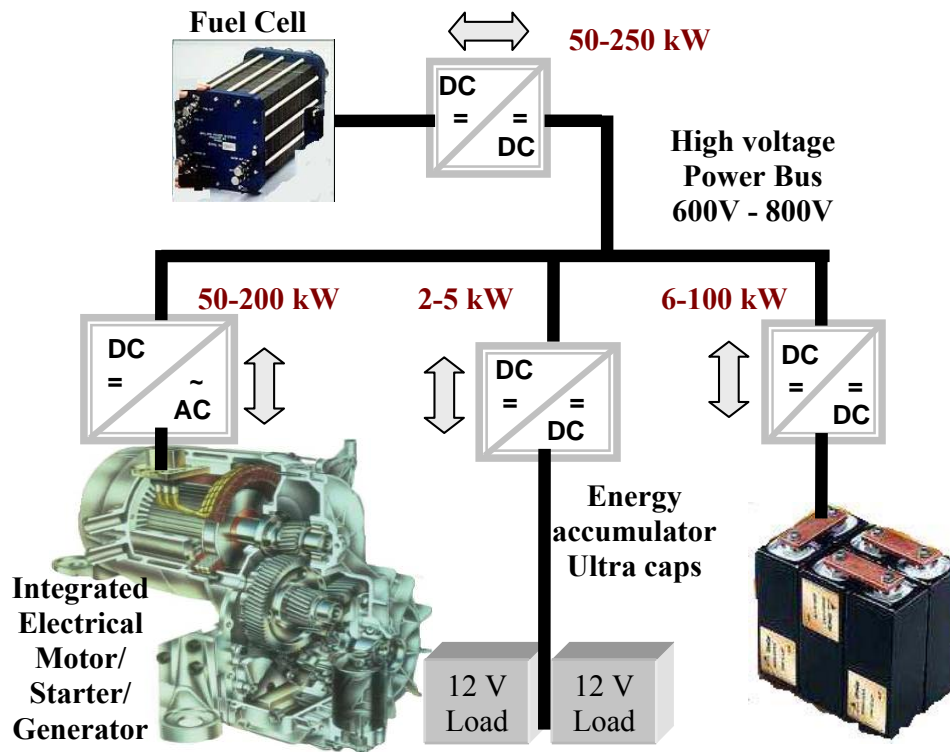 Fuel Cell
50-250 kW
DC
=
=
DC
High voltage
Power Bus
600V - 800V
50-200 kW
2-5 kW
6-100 kW
DC
=
~
AC
DC
=
=
DC
DC
=
=
DC
Energy
accumulator
Ultra caps
Integrated
Electrical
Motor/
Starter/
Generator
12 V
Load
12 V
Load